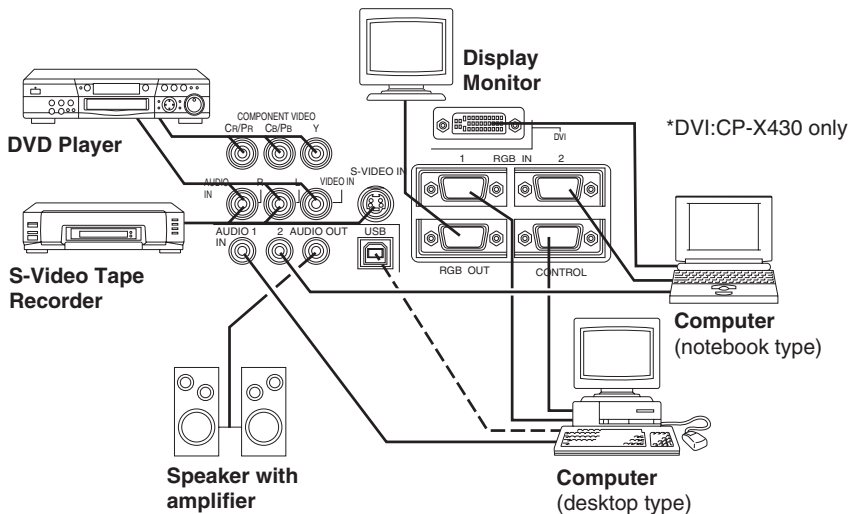 Display
Monitor
DVD Player
COMPONENT VIDEO
CR/PR CB/PB Y
*DVI:CP-X430 only
DVI
1 RGB IN 2
S-VIDEO IN
AUDIO IN R L VIDEO IN
AUDIO 1 IN 2 AUDIO OUT USB
RGB OUT CONTROL
S-Video Tape
Recorder
Computer
(notebook type)
Speaker with
amplifier
Computer
(desktop type)